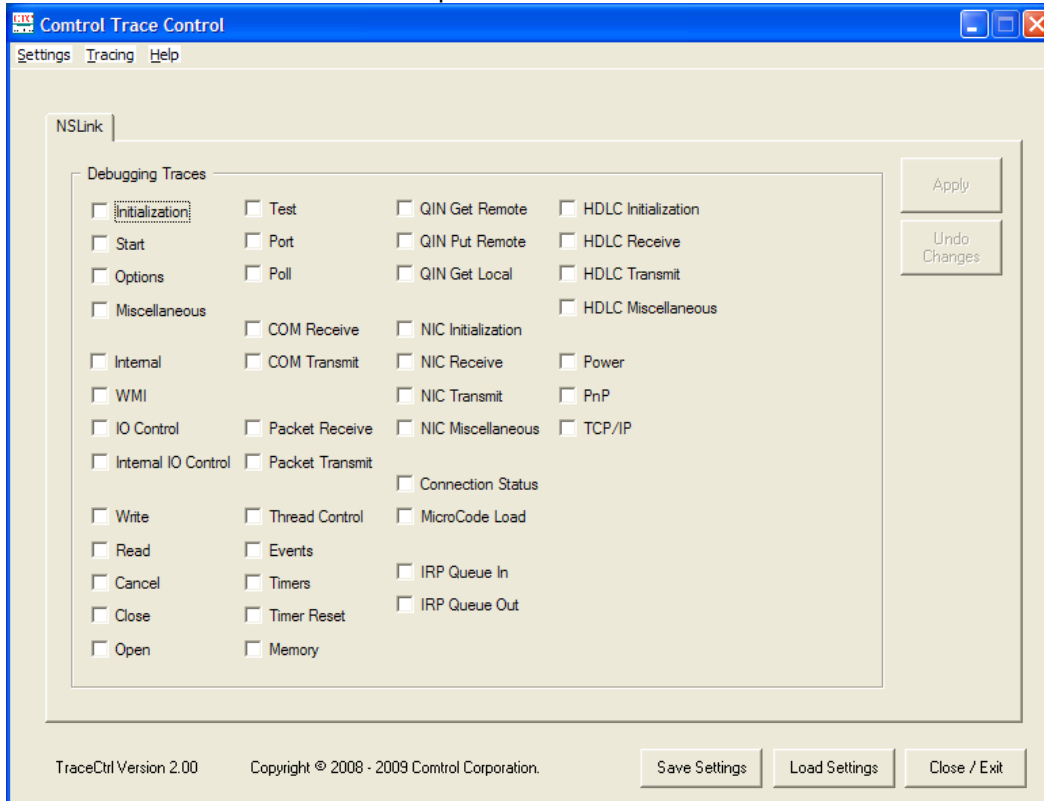 Comtrol Trace Control
Settings Tracing Help
NSLink
Debugging Traces
Initialization
Start
Options
Miscellaneous
Internal
WMI
IO Control
Internal IO Control
Write
Read
Cancel
Close
Open
Test
Port
Poll
COM Receive
COM Transmit
Packet Receive
Packet Transmit
Thread Control
Events
Timers
Timer Reset
Memory
QIN Get Remote
QIN Put Remote
QIN Get Local
NIC Initialization
NIC Receive
NIC Transmit
NIC Miscellaneous
Connection Status
MicroCode Load
IRP Queue In
IRP Queue Out
HDLC Initialization
HDLC Receive
HDLC Transmit
HDLC Miscellaneous
Power
PnP
TCP/IP
Apply
Undo
Changes
TraceCtrl Version 2.00
Copyright © 2008 - 2009 Comtrol Corporation.
Save Settings
Load Settings
Close / Exit